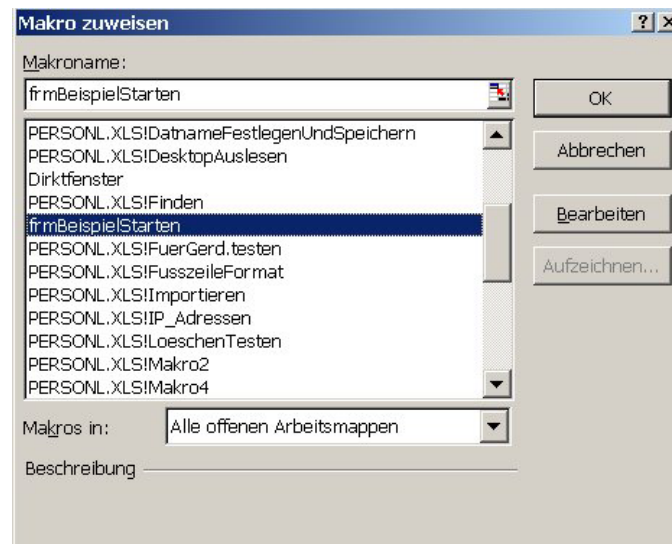 Makro zuweisen
Makroname:
frmBeispielStarten
OK
PERSONL.XLS!DatnameFestlegenUndSpeichern
PERSONL.XLS!DesktopAuslesen
Abbrechen
Dirktfenster
PERSONL.XLS!Finden
frmBeispielStarten
Bearbeiten
PERSONL.XLS!FuerGerd.testen
PERSONL.XLS!FusszeileFormat
Aufzeichnen...
PERSONL.XLS!Importieren
PERSONL.XLS!IP_Adressen
PERSONL.XLS!LoeschenTesten
PERSONL.XLS!Makro2
PERSONL.XLS!Makro4
Makros in: Alle offenen Arbeitsmappen
Beschreibung